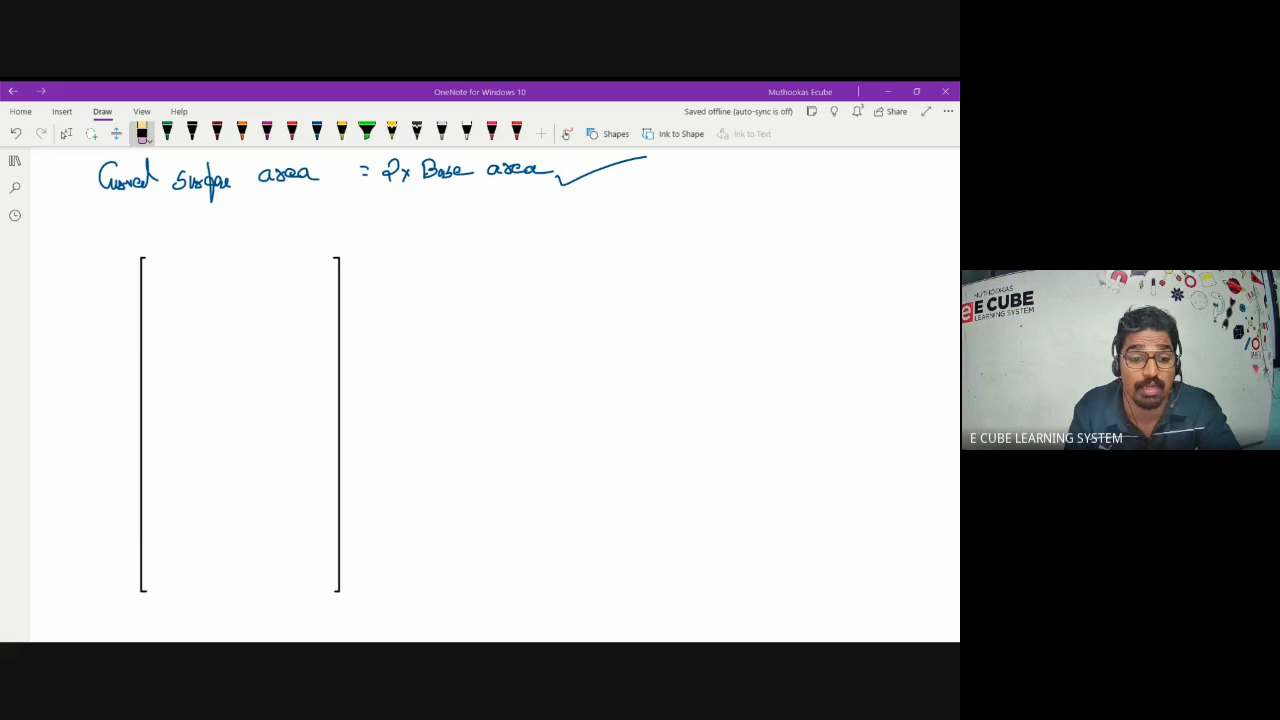 OneNote for Windows 10
Muthookas Ecube
Home Insert Draw View Help
Saved offline (auto-sync is off)
Share
Shapes
Ink to Shape
Ink to Text
Curved Surface area = 2x Base area
MUTHOOKAS
e E CUBE
LEARNING SYSTEM
E CUBE LEARNING SYSTEM